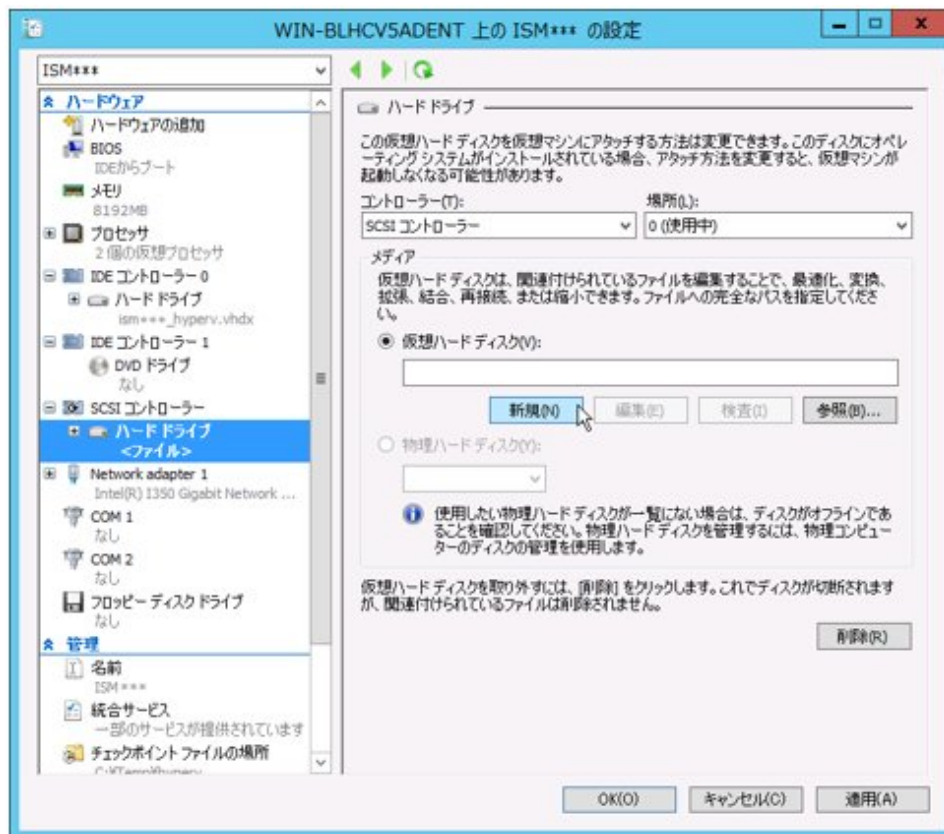 WIN-BLHCV5ADENT 上の ISM*** の設定
ISM***
ハードウェア
ハードウェアの追加
BIOS
IDEからブート
メモリ
8192MB
プロセッサ
2 個の仮想プロセッサ
IDE コントローラー 0
ハード ドライブ
ism***_hyperv.vhdx
IDE コントローラー 1
DVD ドライブ
なし
SCSI コントローラー
ハード ドライブ
<ファイル>
Network adapter 1
Intel(R) I350 Gigabit Network ...
COM 1
なし
COM 2
なし
フロッピー ディスク ドライブ
なし
管理
名前
ISM***
統合サービス
一部のサービスが提供されています
チェックポイント ファイルの場所
C:¥Temp¥hyperv
ハード ドライブ
この仮想ハード ディスクを仮想マシンにアタッチする方法は変更できます。このディスクにオペレ
ーティング システムがインストールされている場合、アタッチ方法を変更すると、仮想マシンが
起動しなくなる可能性があります。
コントローラー(T):
場所(L):
SCSI コントローラー
0 (使用中)
メディア
仮想ハード ディスクは、関連付けられているファイルを編集することで、最適化、変換、
拡張、結合、再接続、または縮小できます。ファイルへの完全なパスを指定してくださ
い。
仮想ハード ディスク(V):
新規(N)
編集(E)
検査(I)
参照(B)...
物理ハード ディスク(Y):
使用したい物理ハード ディスクが一覧にない場合は、ディスクがオフラインであ
ることを確認してください。物理ハード ディスクを管理するには、物理コンピュー
ターのディスクの管理を使用します。
仮想ハード ディスクを取り外すには、[削除] をクリックします。これでディスクが切断されます
が、関連付けられているファイルは削除されません。
削除(R)
OK(O)
キャンセル(C)
適用(A)